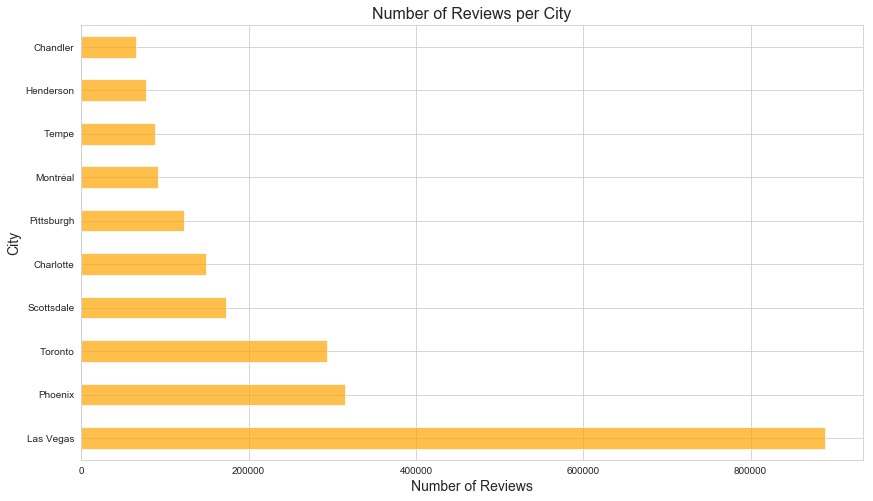 Number of Reviews per City
City
Chandler
Henderson
Tempe
Montréal
Pittsburgh
Charlotte
Scottsdale
Toronto
Phoenix
Las Vegas
0 200000 400000 600000 800000
Number of Reviews